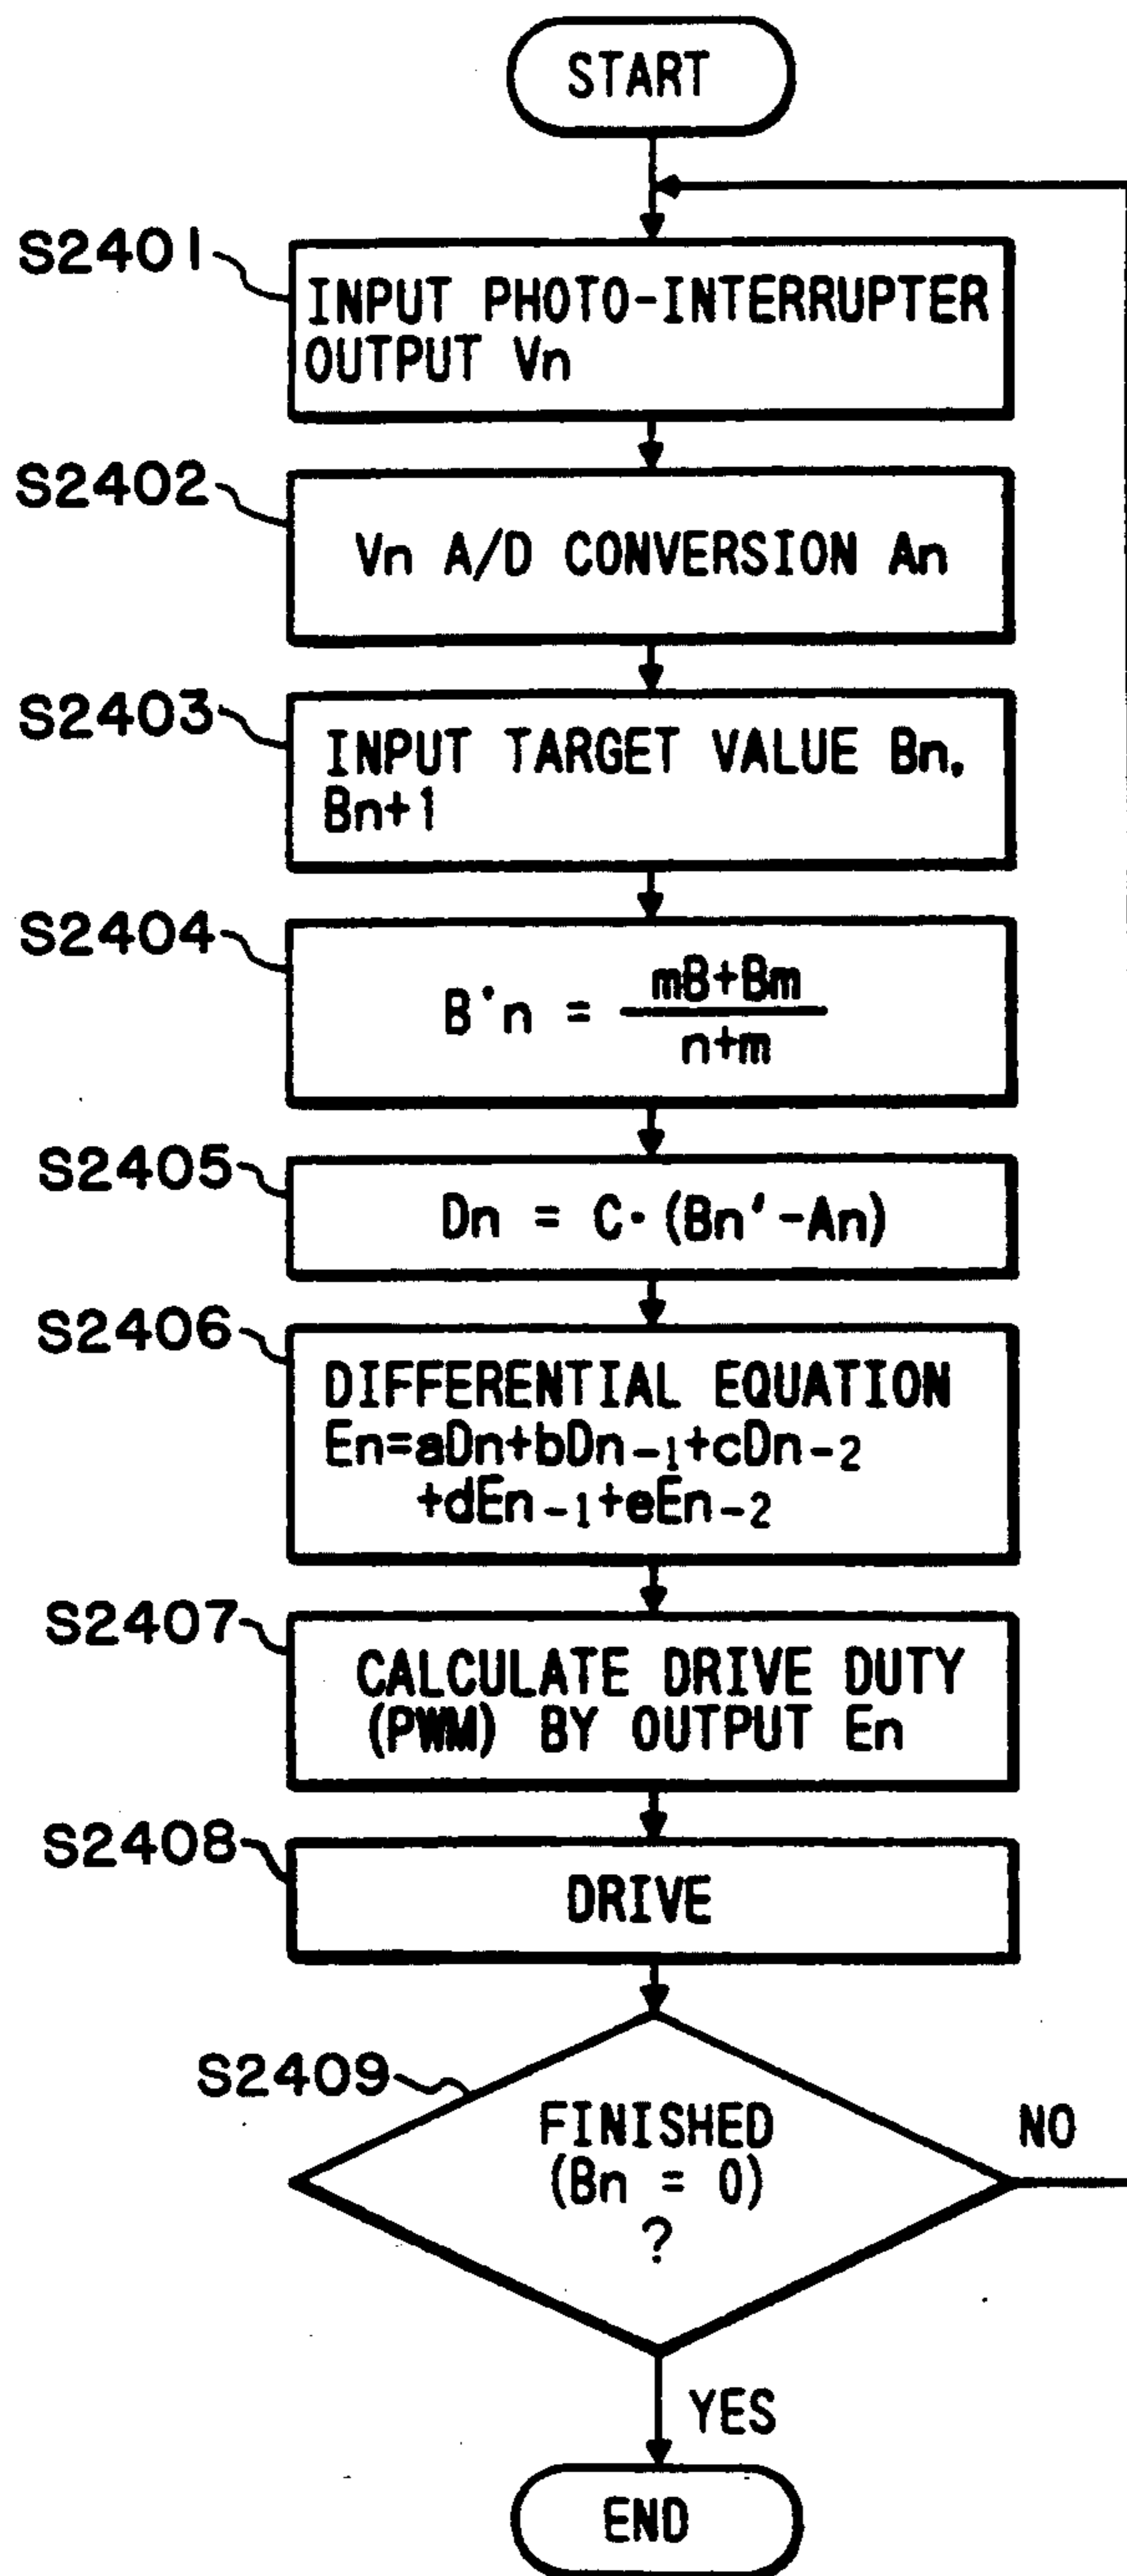 START
S2401
INPUT PHOTO-INTERRUPTER
OUTPUT Vn
S2402
Vn A/D CONVERSION An
S2403
INPUT TARGET VALUE Bn,
Bn+1
S2404
B'n = (mB+Bm)/(n+m)
S2405
Dn = C·(Bn'-An)
S2406
DIFFERENTIAL EQUATION
En=aDn+bDn-1+cDn-2
+dEn-1+eEn-2
S2407
CALCULATE DRIVE DUTY
(PWM) BY OUTPUT En
S2408
DRIVE
S2409
FINISHED
(Bn = 0)
?
NO
YES
END